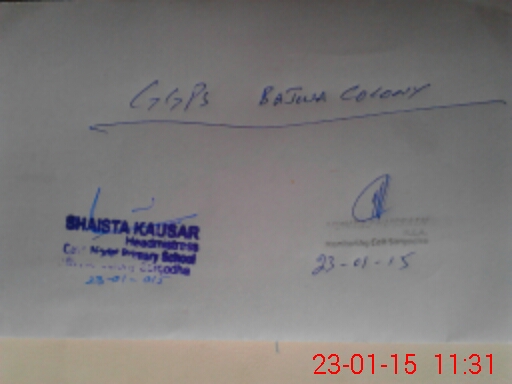 GGPS BAJWA COLONY
SHAISTA KAUSAR
Headmistress
Primary School
Sargodha
23-01-015
23-01-15
23-01-15 11:31